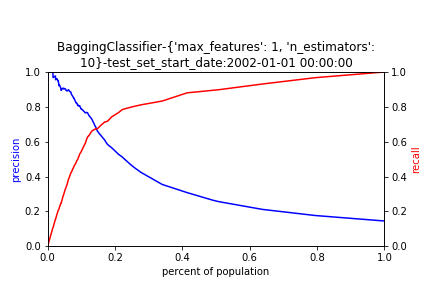 BaggingClassifier-{'max_features': 1, 'n_estimators':
10}-test_set_start_date:2002-01-01 00:00:00
1.0 1.0
0.8 0.8
0.6 0.6
0.4 0.4
0.2 0.2
0.0 0.0
precision
recall
0.0 0.2 0.4 0.6 0.8 1.0
percent of population